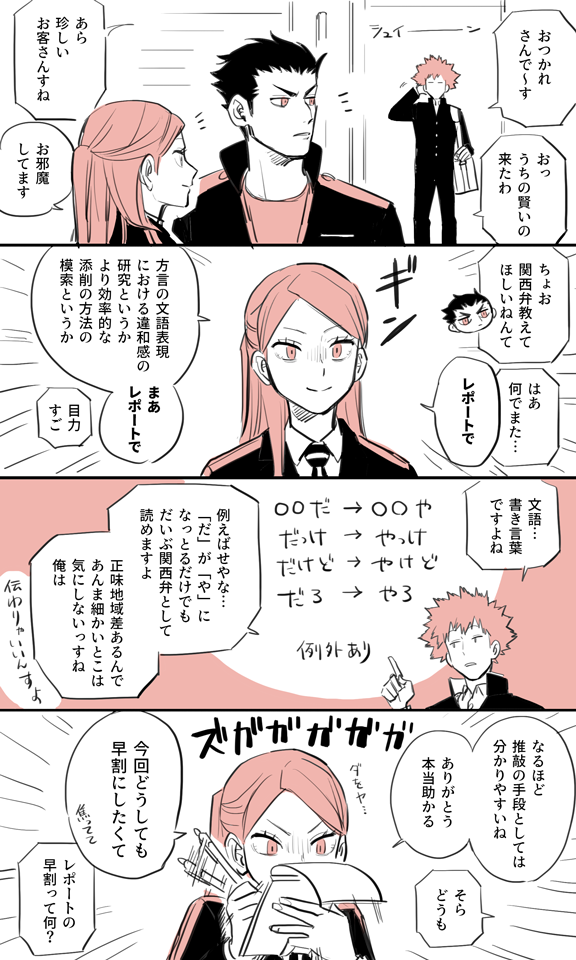 おつかれ
さんで〜す
シュイーン
おっ
うちの賢いの
来たわ
あら
珍しい
お客さんすね
お邪魔
してます
ちょお
関西弁教えて
ほしいねんて
はあ
何でまた…
レポートで
ギン
方言の文語表現
における違和感の
研究というか
より効率的な
添削の方法の
模索というか
まあ
レポートで
目力
すご
文語…
書き言葉
ですよね
○○だ→○○や
だっけ→やっけ
だけど→やけど
だろ→やろ
例外あり
例えばせやな…
「だ」が「や」に
なっとるだけでも
だいぶ関西弁として
読めますよ
正味地域差あるんで
あんま細かいとこは
気にしないっすね
俺は
伝わりゃいいんすよ
なるほど
推敲の手段としては
分かりやすいね
ありがとう
本当助かる
ズガガガガガ
ダをヤ…
そら
どうも
今回どうしても
早割にしたくて
焦ってて
レポートの
早割って何？